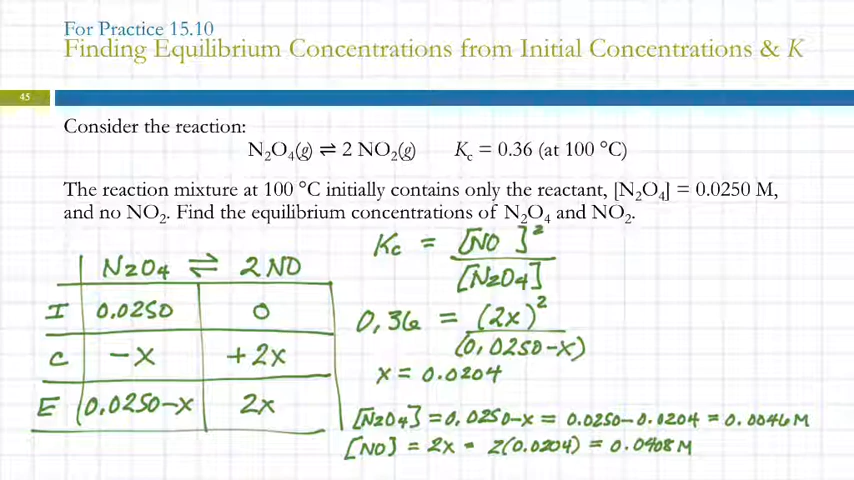 For Practice 15.10
Finding Equilibrium Concentrations from Initial Concentrations & K
45
Consider the reaction:
N₂O₄(g) ⇌ 2 NO₂(g) Kc = 0.36 (at 100 °C)
The reaction mixture at 100 °C initially contains only the reactant, [N₂O₄] = 0.0250 M,
and no NO₂. Find the equilibrium concentrations of N₂O₄ and NO₂.
N2O4 ⇌ 2NO
I 0.0250 0
C -x +2x
E 0.0250-x 2x
Kc = [NO ]²
[N2O4]
0,36 = (2x)²
(0,0250-x)
x = 0.0204
[N2O4] = 0,0250-x = 0.0250-0.0204 = 0.0046M
[NO] = 2x = 2(0.0204) = 0.0408M